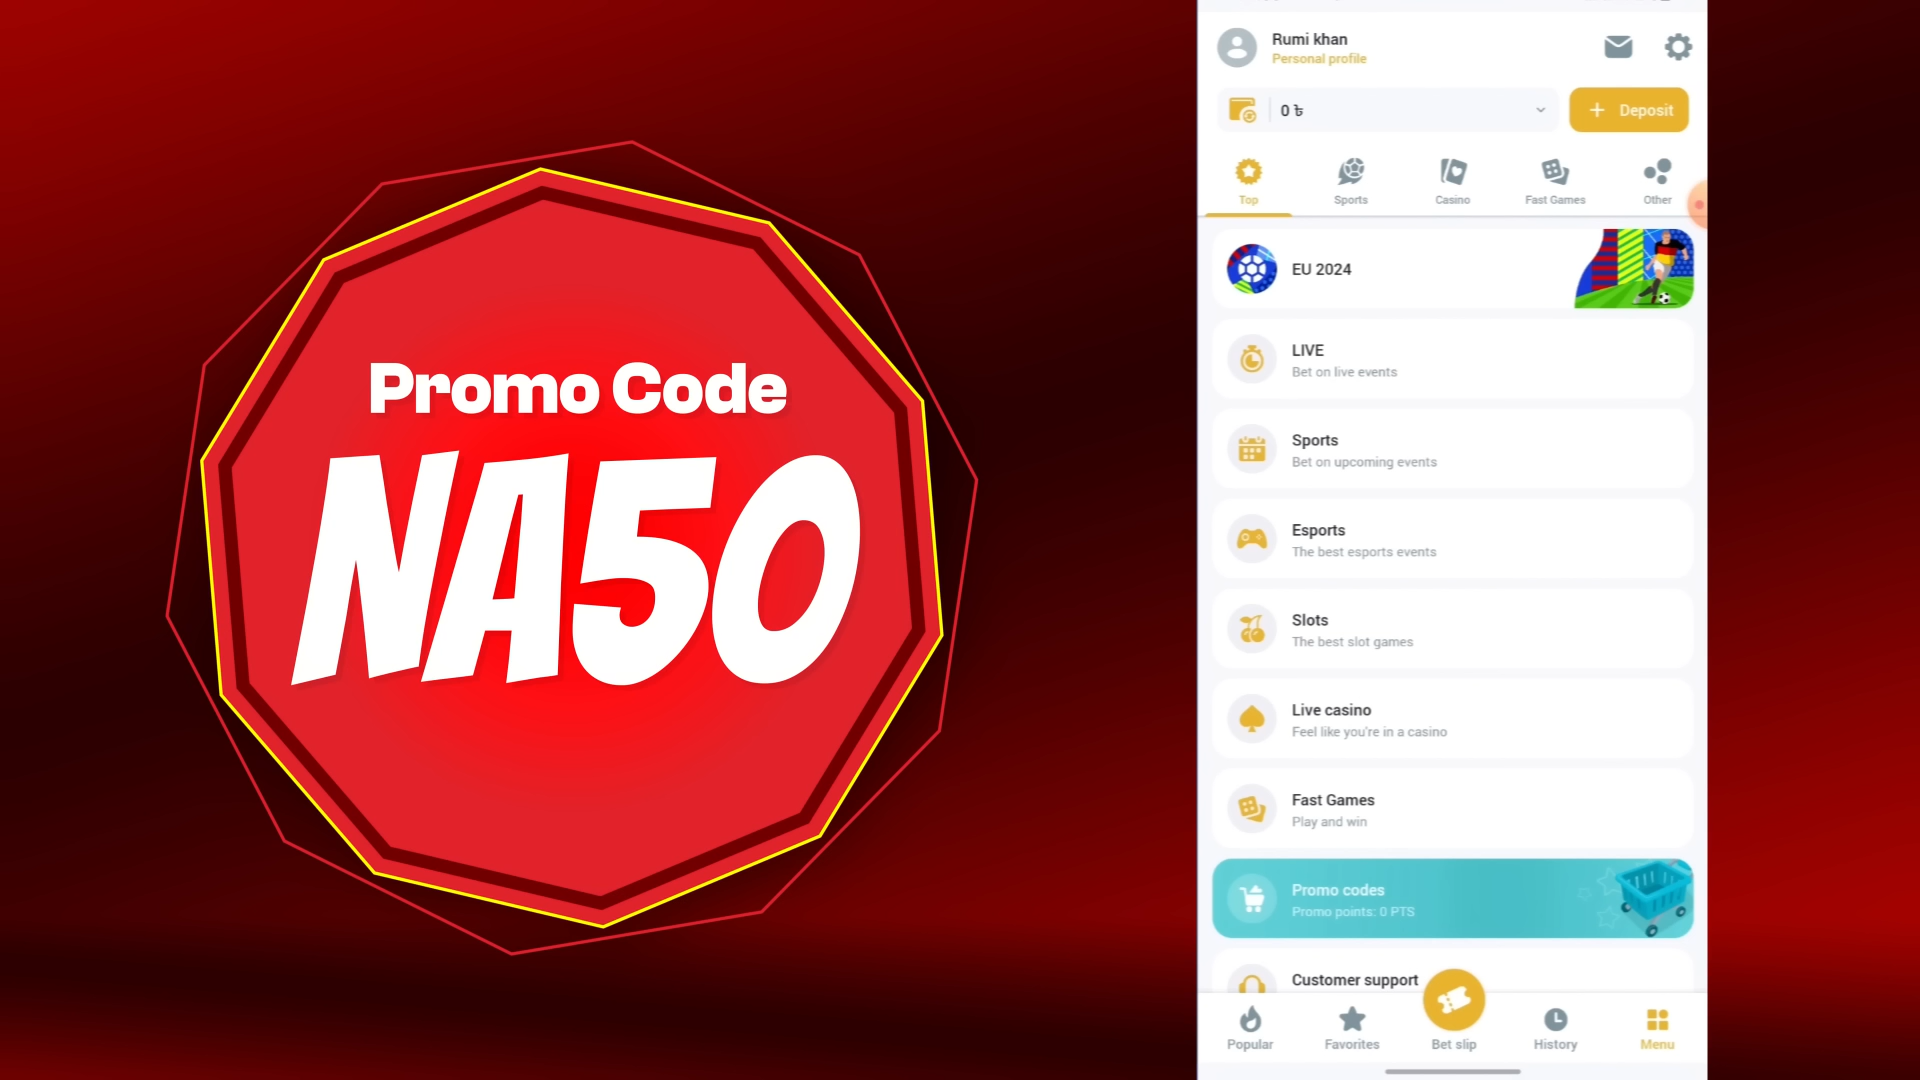 Promo Code
NA50
Rumi khan
Personal profile
0 ৳
+ Deposit
Top
Sports
Casino
Fast Games
Other
EU 2024
LIVE
Bet on live events
Sports
Bet on upcoming events
Esports
The best esports events
Slots
The best slot games
Live casino
Feel like you're in a casino
Fast Games
Play and win
Promo codes
Promo points: 0 PTS
Customer support
Popular
Favorites
Bet slip
History
Menu